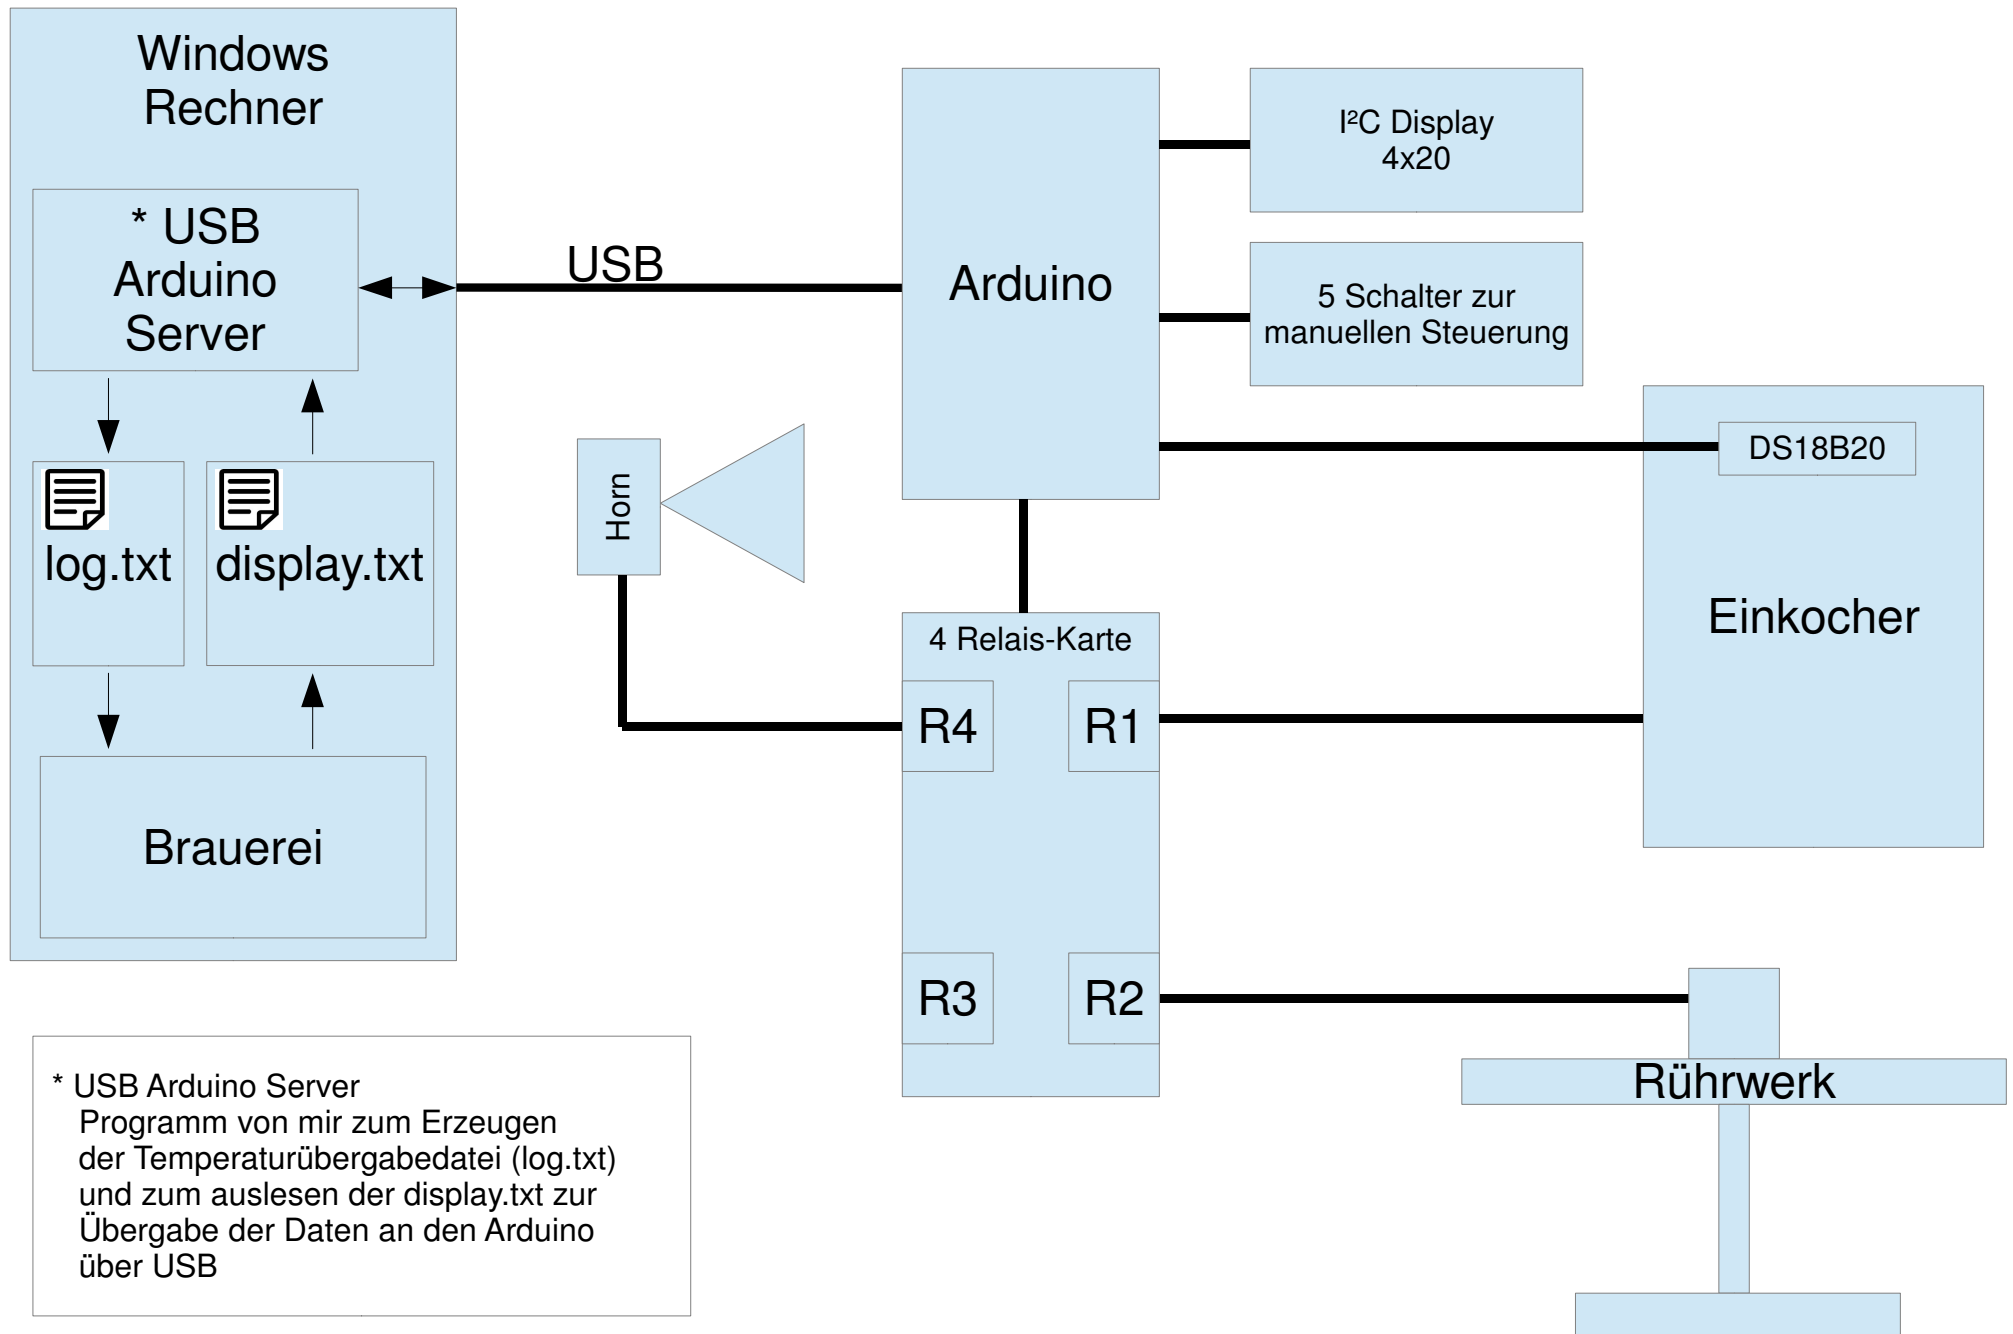 Windows
Rechner
* USB
Arduino
Server
log.txt
display.txt
Brauerei
USB
Arduino
I²C Display
4x20
5 Schalter zur
manuellen Steuerung
DS18B20
Einkocher
Horn
4 Relais-Karte
R4
R1
R3
R2
Rührwerk
* USB Arduino Server
Programm von mir zum Erzeugen
der Temperaturübergabedatei (log.txt)
und zum auslesen der display.txt zur
Übergabe der Daten an den Arduino
über USB